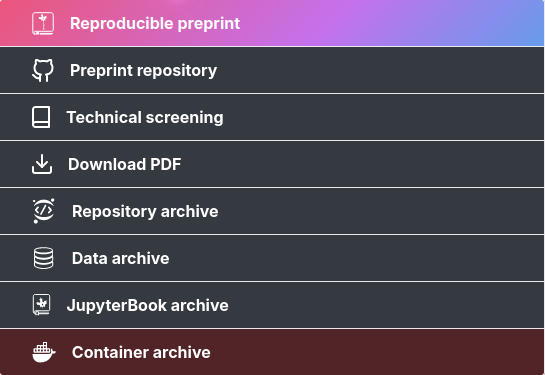 Reproducible preprint
Preprint repository
Technical screening
Download PDF
Repository archive
Data archive
JupyterBook archive
Container archive